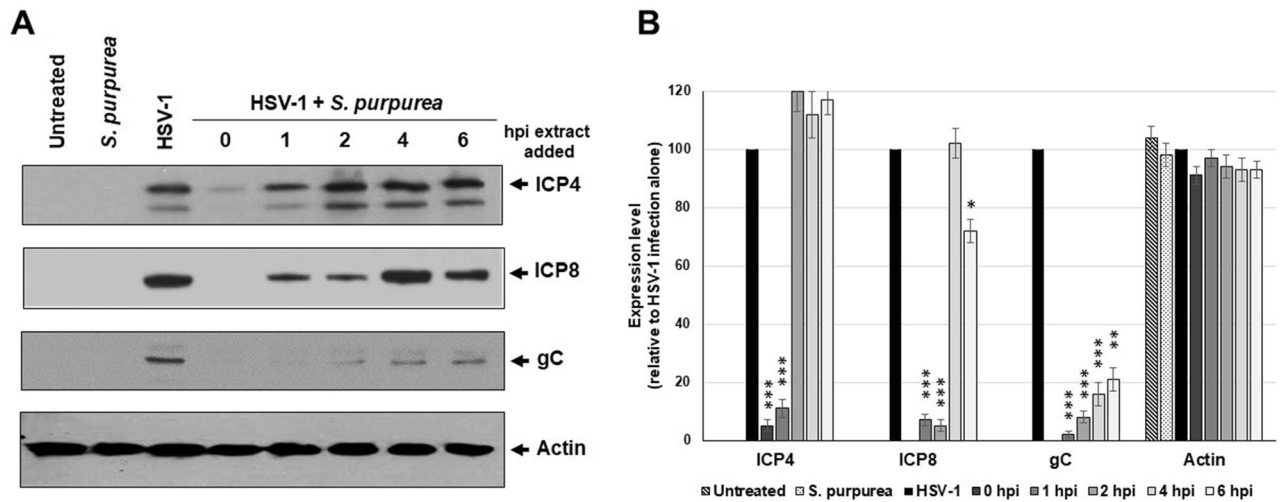 A
Untreated
S. purpurea
HSV-1
HSV-1 + S. purpurea
0 1 2 4 6
hpi extract
added
ICP4
ICP8
gC
Actin
B
Expression level
(relative to HSV-1 infection alone)
120
100
80
60
40
20
0
***
***
***
***
*
***
***
***
**
ICP4 ICP8 gC Actin
Untreated S. purpurea HSV-1 0 hpi 1 hpi 2 hpi 4 hpi 6 hpi